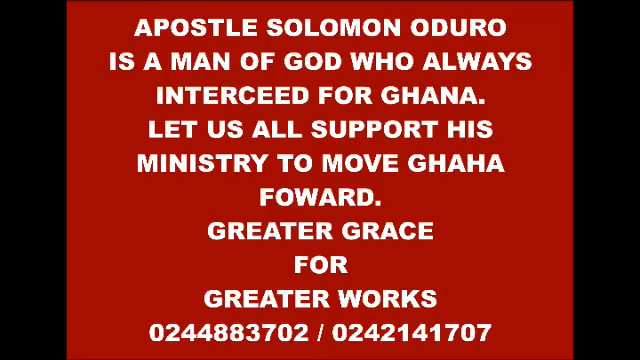 APOSTLE SOLOMON ODURO
IS A MAN OF GOD WHO ALWAYS
INTERCEED FOR GHANA.
LET US ALL SUPPORT HIS
MINISTRY TO MOVE GHAHA
FOWARD.
GREATER GRACE
FOR
GREATER WORKS
0244883702 / 0242141707